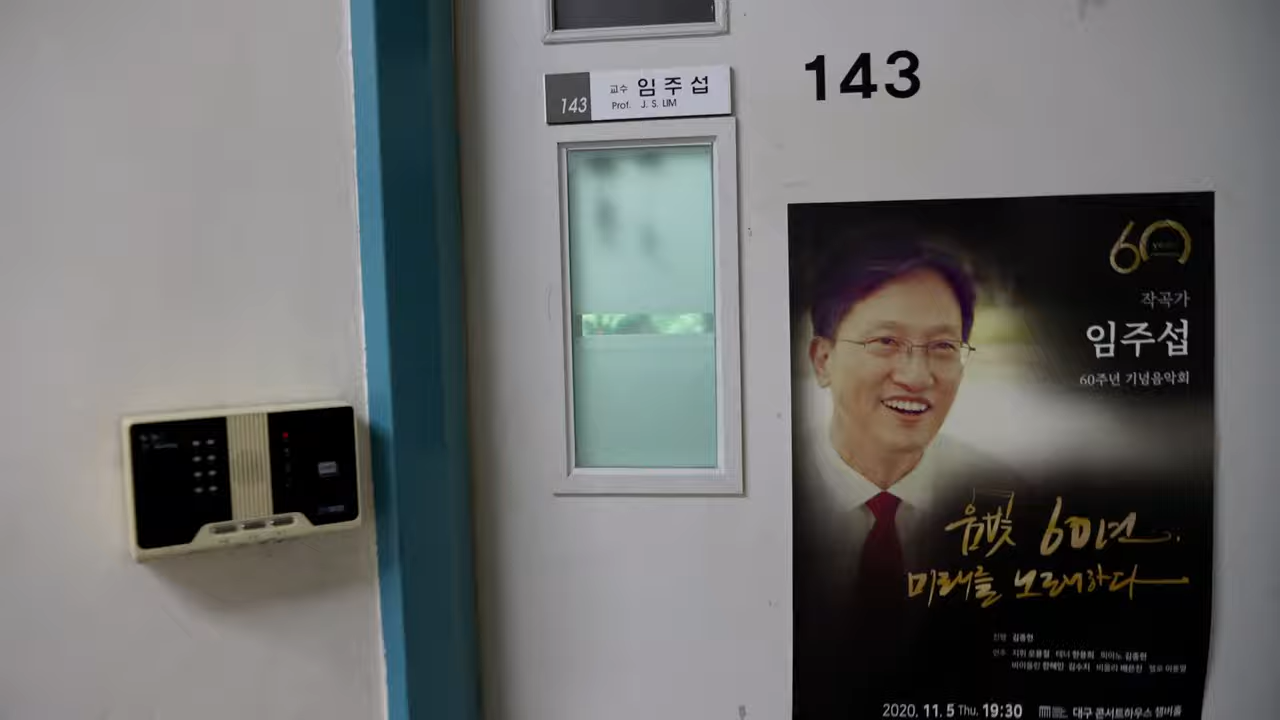 143
교수 임주섭
Prof. J. S. LIM
143
60
작곡가
임주섭
60주년 기념음악회
음빛 60년.
미래를 노래하다
2020. 11. 5 Thu. 19:30 대구 콘서트하우스 챔버홀